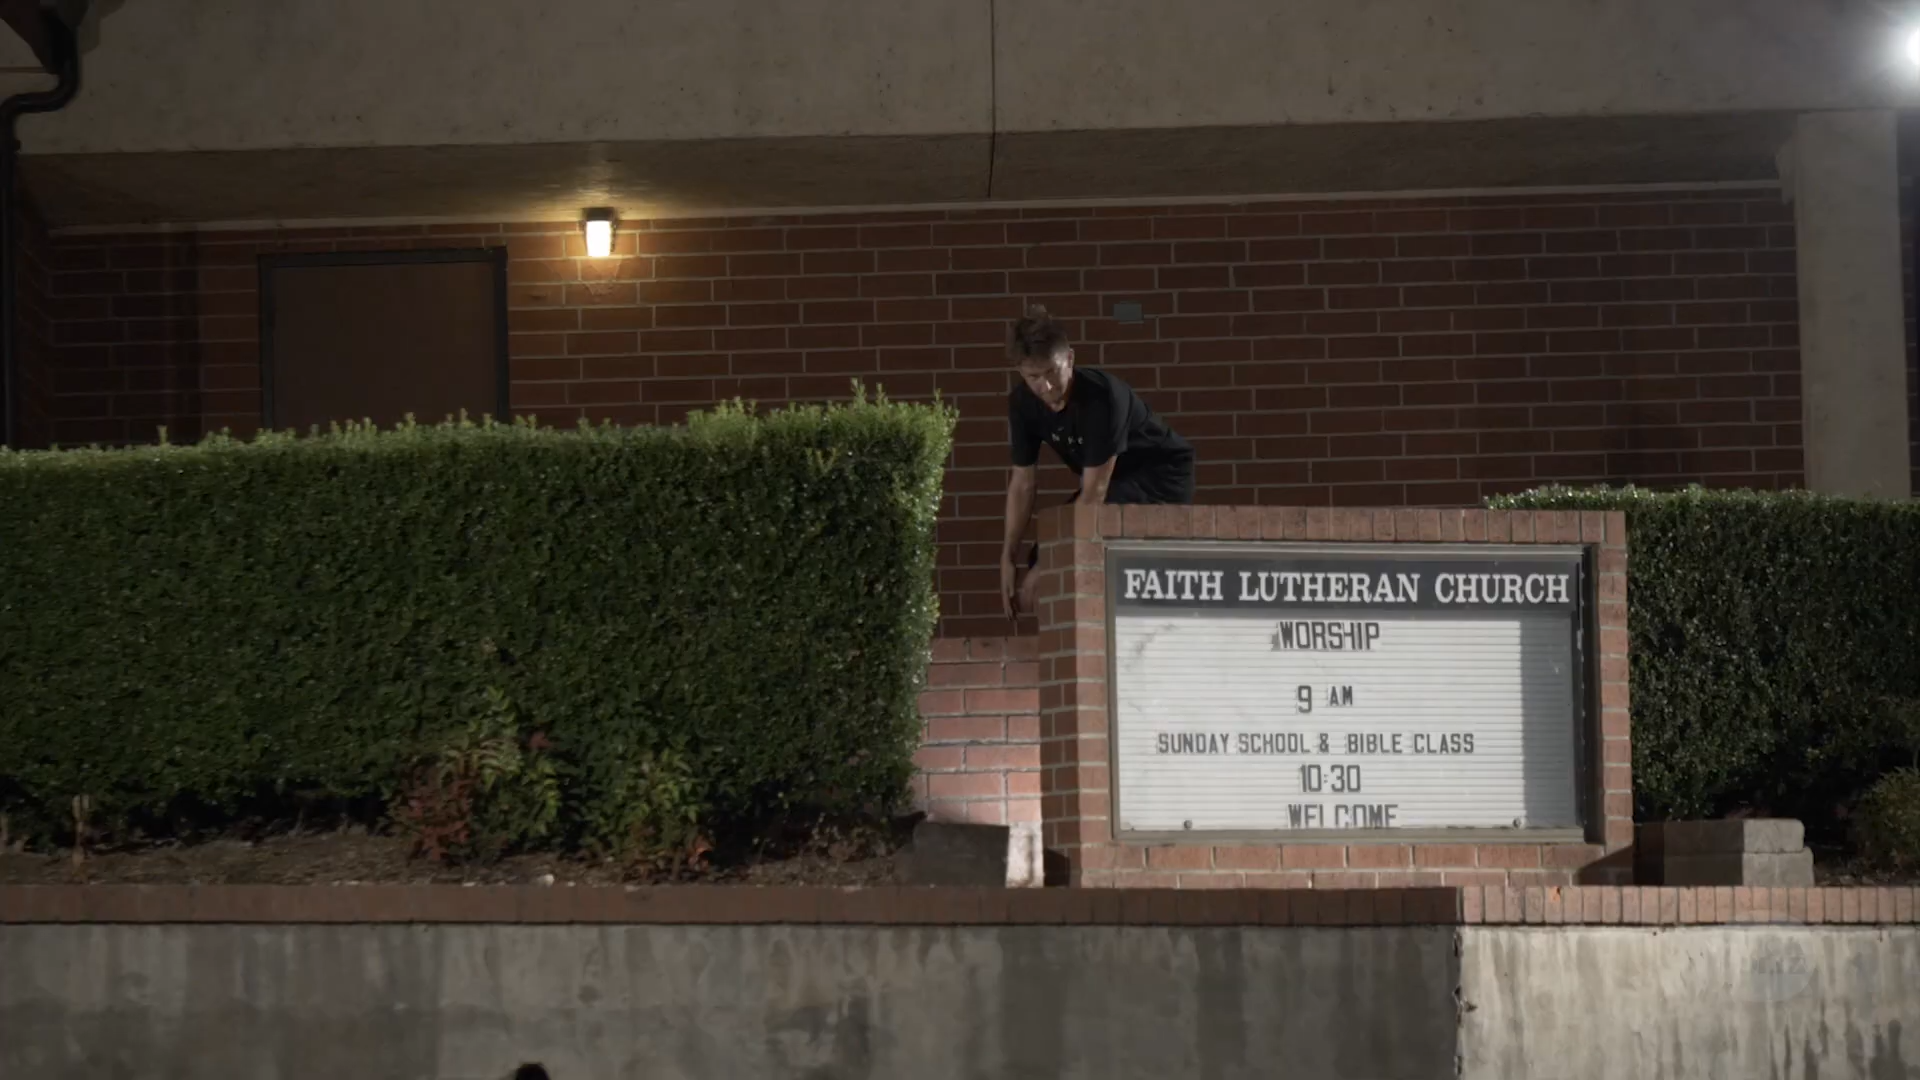 FAITH LUTHERAN CHURCH
WORSHIP
9 AM
SUNDAY SCHOOL & BIBLE CLASS
10:30
WELCOME